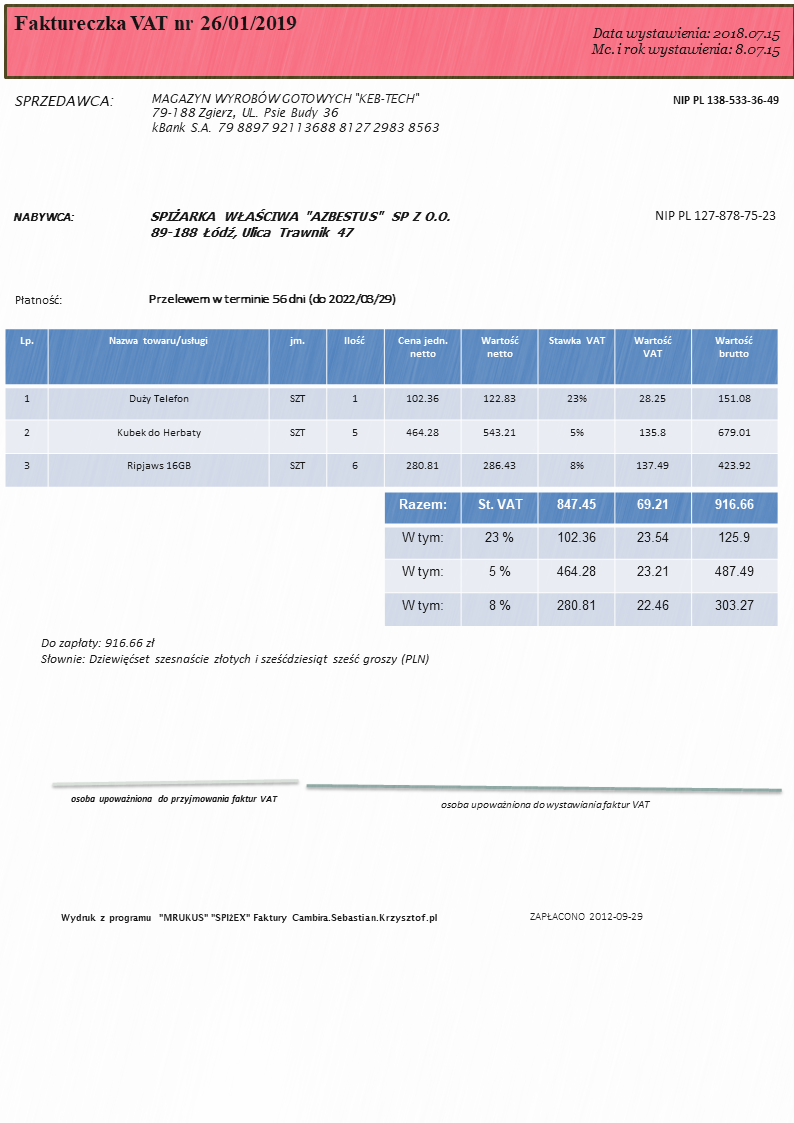 Faktureczka VAT nr 26/01/2019
Data wystawienia: 2018.07.15
Mc. i rok wystawienia: 8.07.15
SPRZEDAWCA: MAGAZYN WYROBÓW GOTOWYCH "KEB-TECH" NIP PL 138-533-36-49
79-188 Zgierz, UL. Psie Budy 36
kBank S.A. 79 8897 92113688 8127 2983 8563
NABYWCA: SPIŻARKA WŁAŚCIWA "AZBESTUS" SP Z O.O. NIP PL 127-878-75-23
89-188 Łódź, Ulica Trawnik 47
Płatność: Przelewem w terminie 56 dni (do 2022/03/29)
Lp. Nazwa towaru/usługi jm. Ilość Cena jedn. netto Wartość netto Stawka VAT Wartość VAT Wartość brutto
1 Duży Telefon SZT 1 102.36 122.83 23% 28.25 151.08
2 Kubek do Herbaty SZT 5 464.28 543.21 5% 135.8 679.01
3 Ripjaws 16GB SZT 6 280.81 286.43 8% 137.49 423.92
Razem: St. VAT 847.45 69.21 916.66
W tym: 23 % 102.36 23.54 125.9
W tym: 5 % 464.28 23.21 487.49
W tym: 8 % 280.81 22.46 303.27
Do zapłaty: 916.66 zł
Słownie: Dziewięćset szesnaście złotych i sześćdziesiąt sześć groszy (PLN)
osoba upoważniona do przyjmowania faktur VAT
osoba upoważniona do wystawiania faktur VAT
Wydruk z programu "MRUKUS" "SPIżEX" Faktury Cambira.Sebastian.Krzysztof.pl ZAPŁACONO 2012-09-29